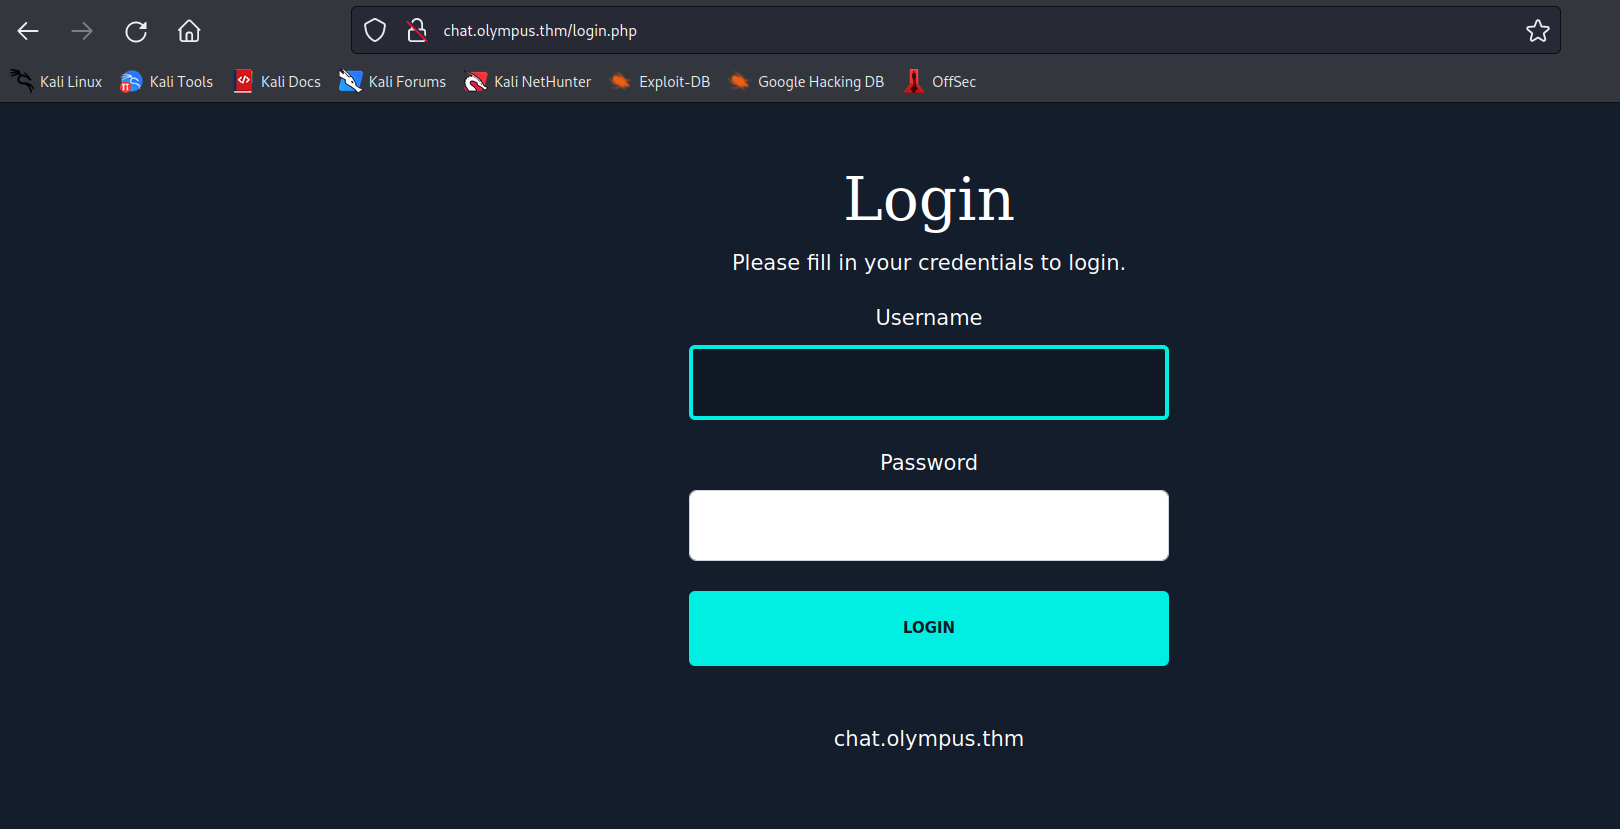 chat.olympus.thm/login.php
Kali Linux Kali Tools Kali Docs Kali Forums Kali NetHunter Exploit-DB Google Hacking DB OffSec
Login
Please fill in your credentials to login.
Username
Password
LOGIN
chat.olympus.thm